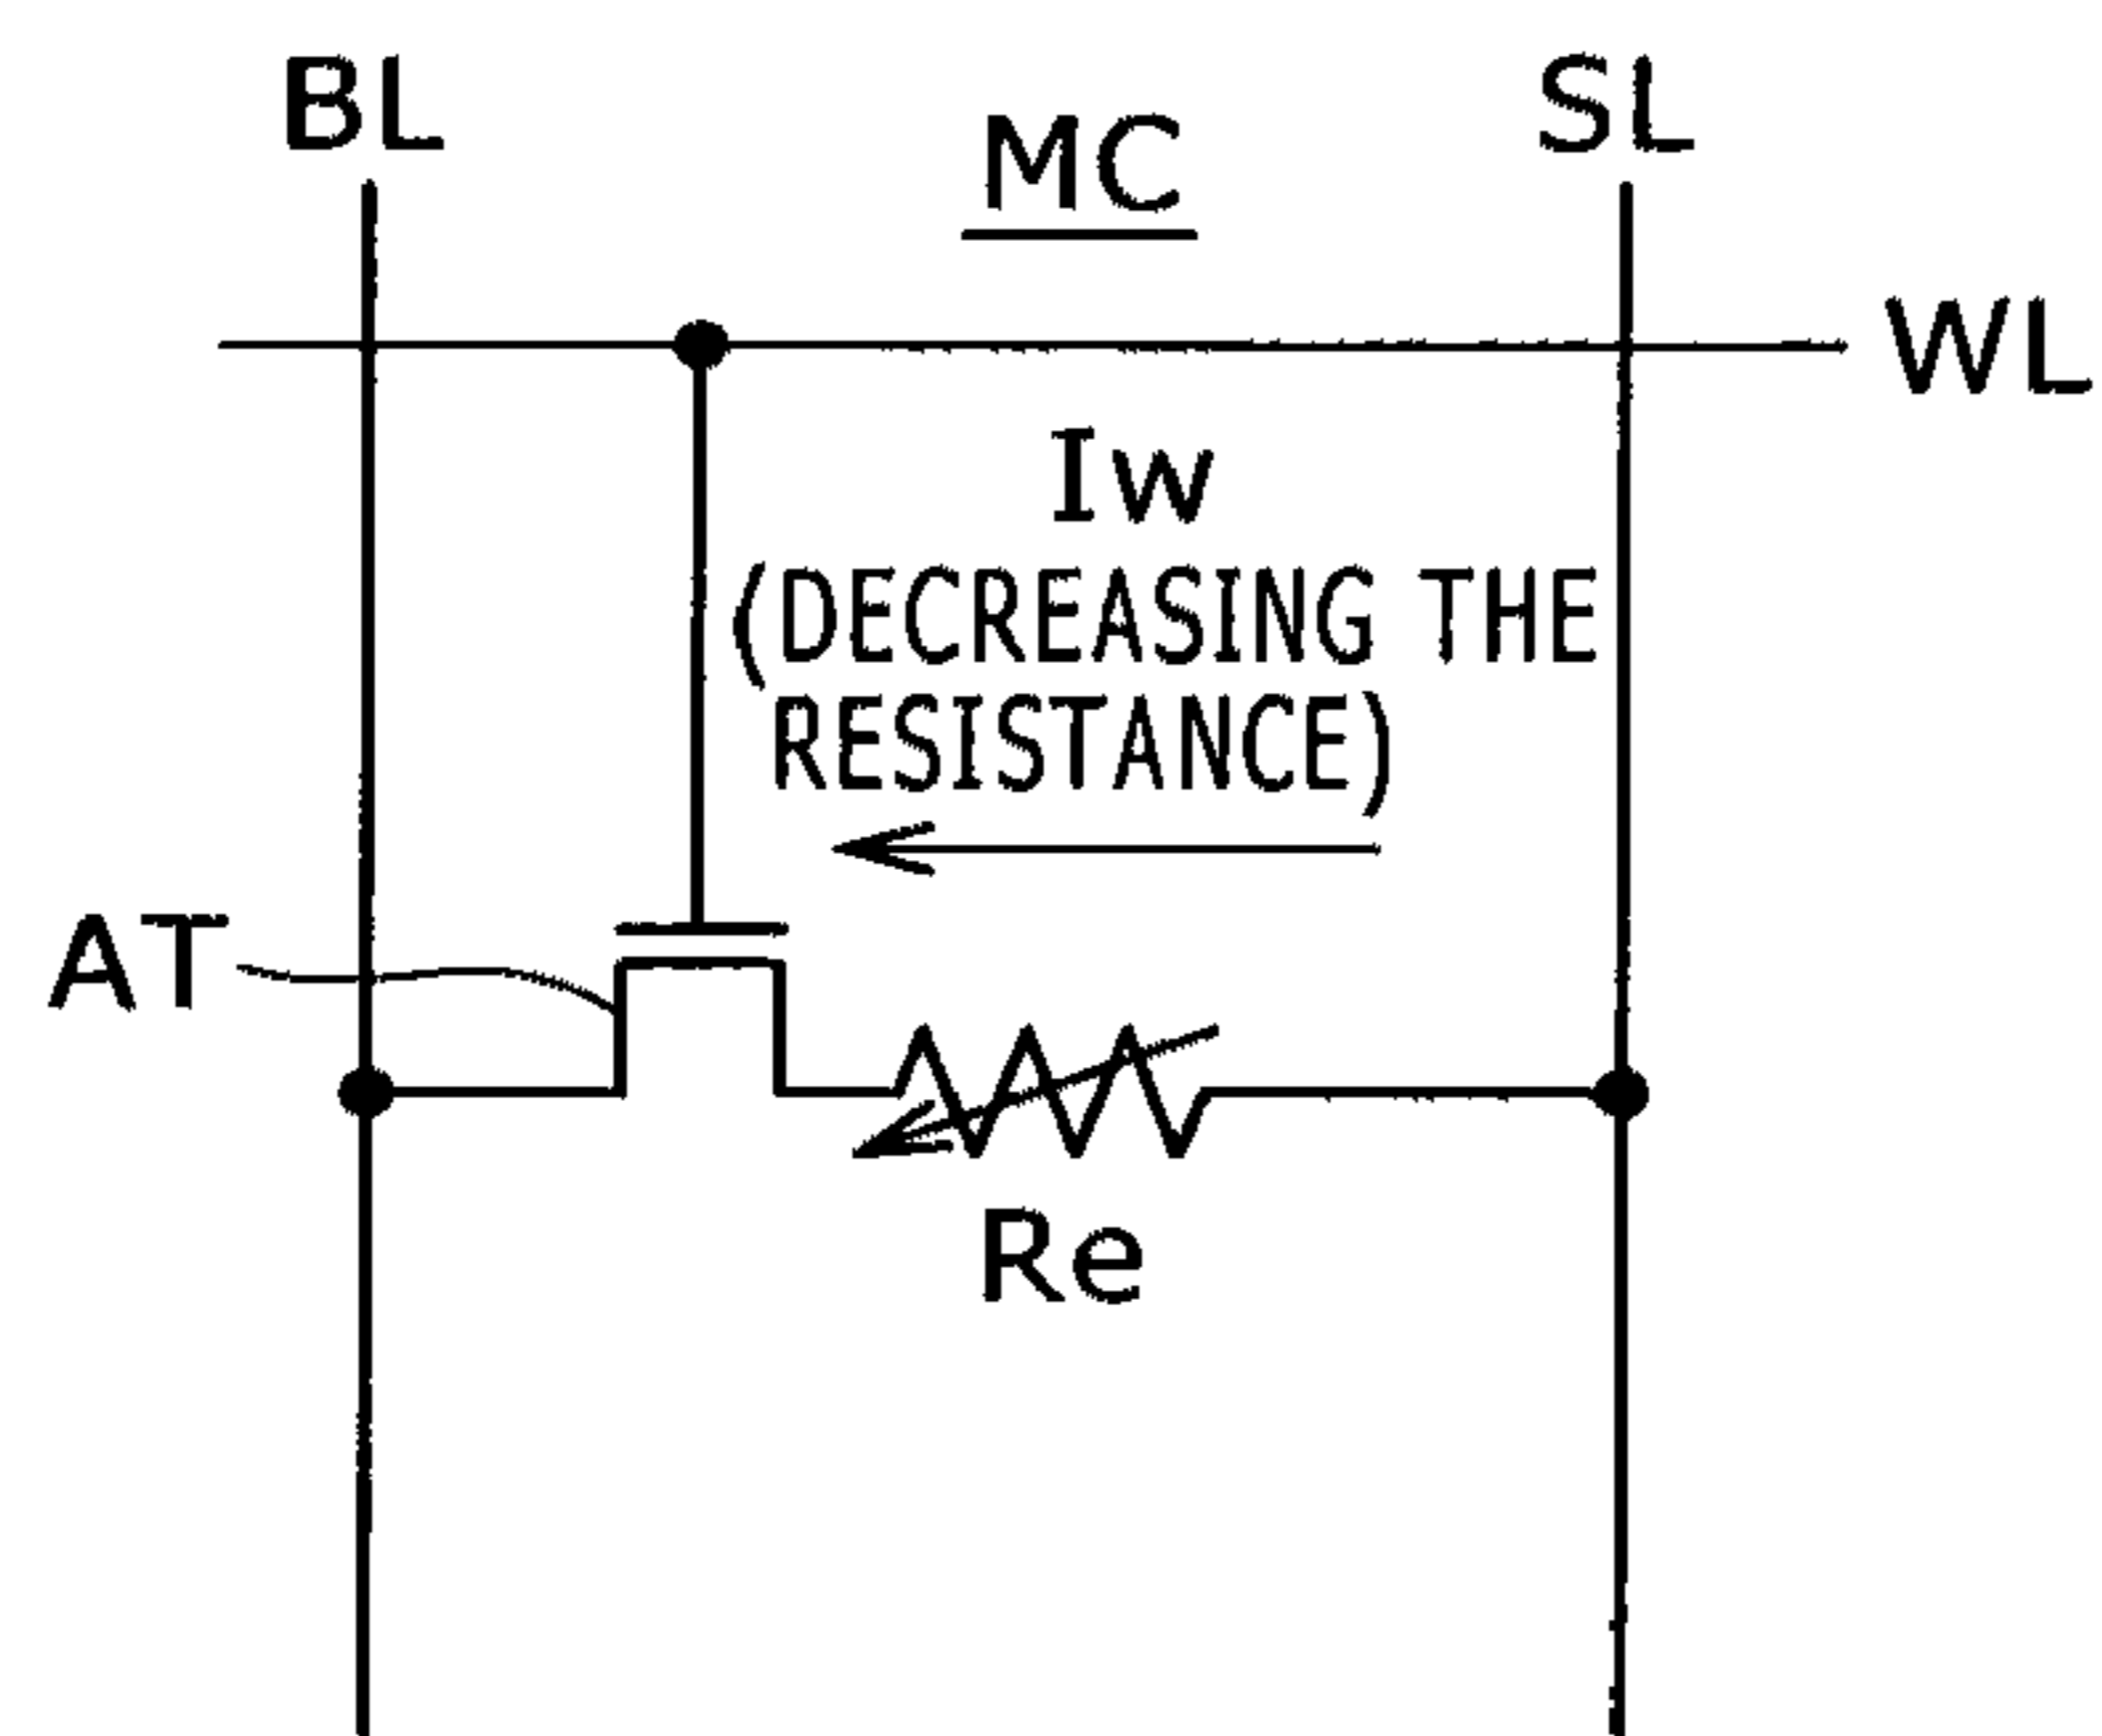 BL
SL
MC
WL
Iw
(DECREASING THE
RESISTANCE)
AT
Re